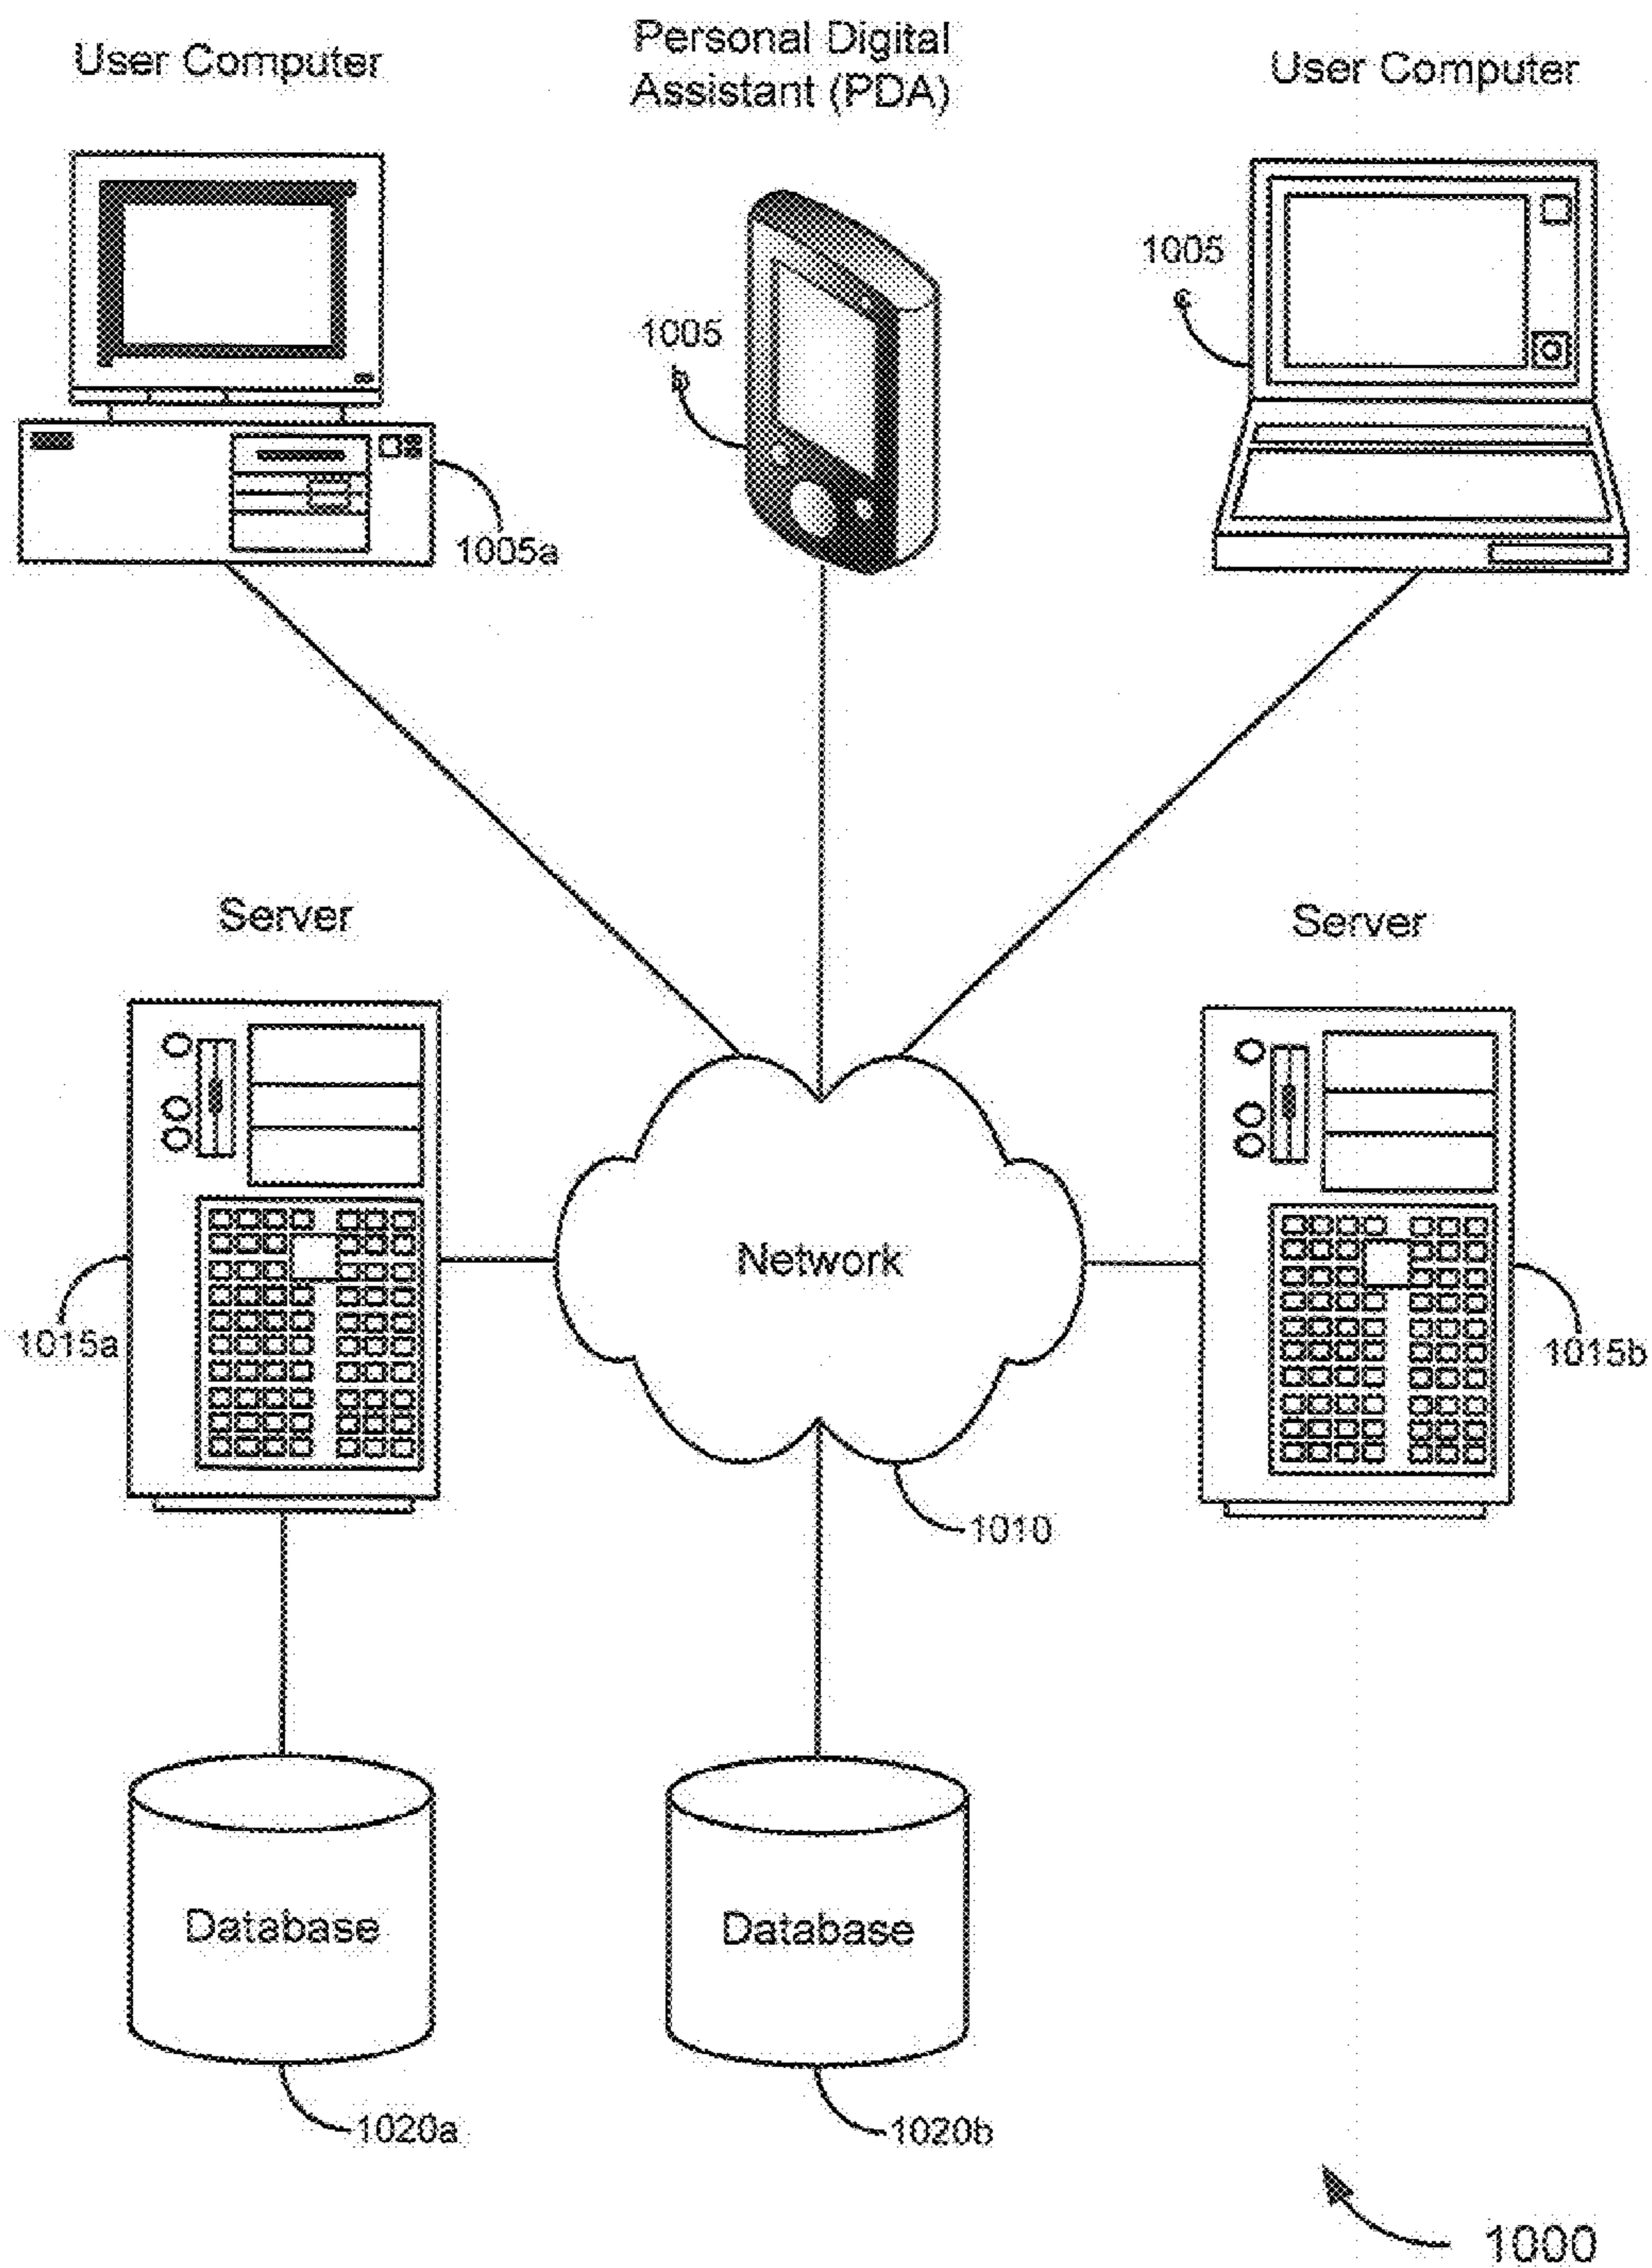 User Computer
Personal Digital
Assistant (PDA)
User Computer
1005
c
1005
b
1005a
Server
Server
Network
1015a
1015b
1010
Database
Database
1020a
1020b
1000